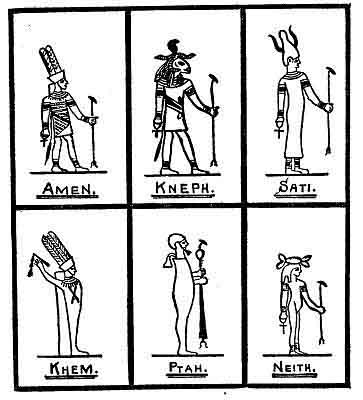 AMEN.
KNEPH.
SATI.
KHEM.
PTAH.
NEITH.